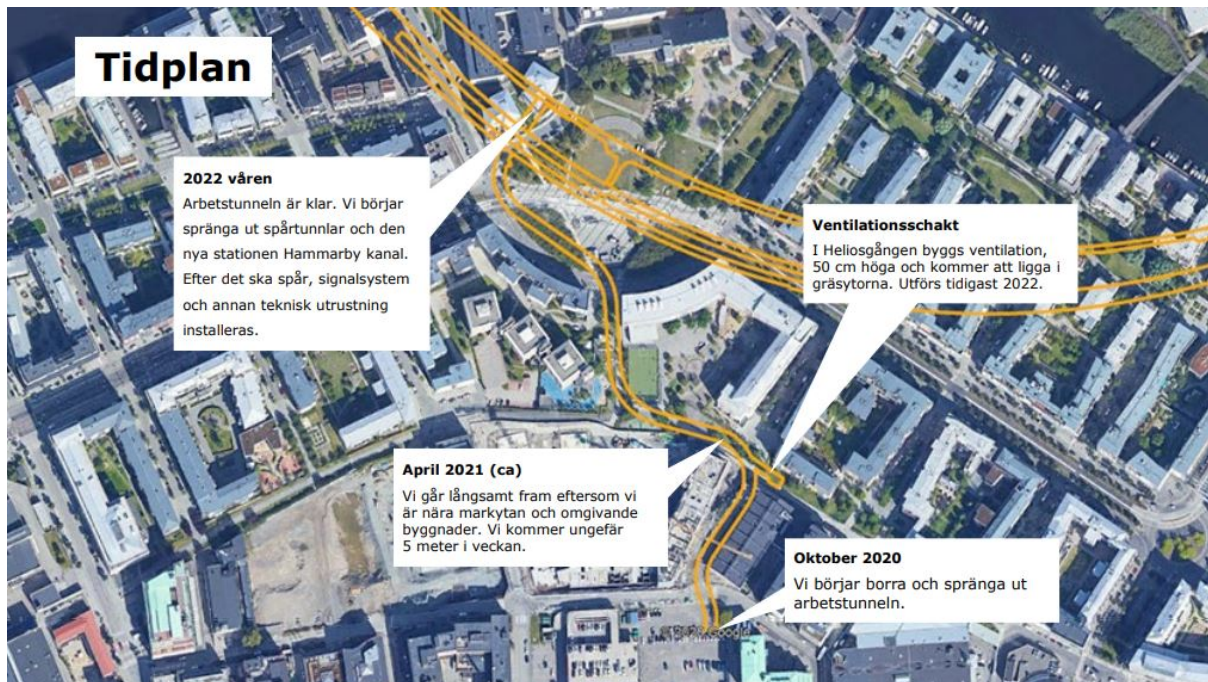 Tidplan
2022 våren
Arbetstunneln är klar. Vi börjar
spränga ut spårtunnlar och den
nya stationen Hammarby kanal.
Efter det ska spår, signalsystem
och annan teknisk utrustning
installeras.
Ventilationsschakt
I Heliosgången byggs ventilation,
50 cm höga och kommer att ligga i
gräsytorna. Utförs tidigast 2022.
April 2021 (ca)
Vi går långsamt fram eftersom vi
är nära markytan och omgivande
byggnader. Vi kommer ungefär
5 meter i veckan.
Oktober 2020
Vi börjar borra och spränga ut
arbetstunneln.
Google